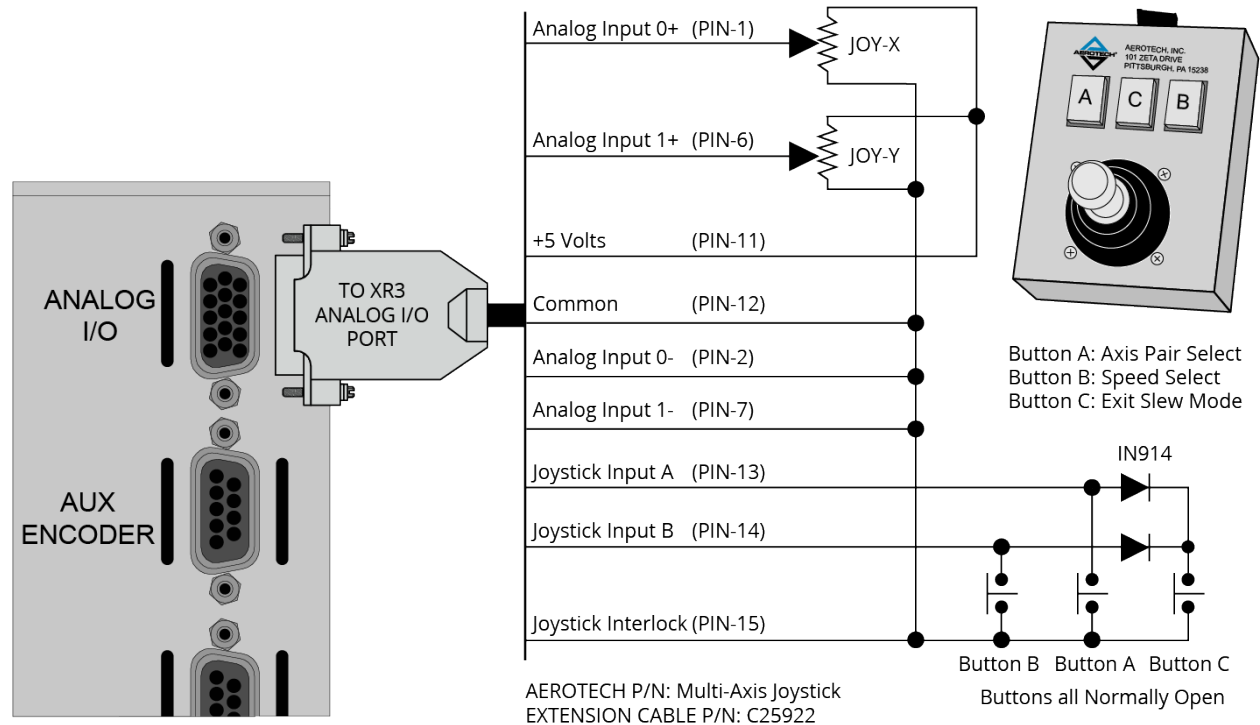 ANALOG
I/O
AUX
ENCODER
TO XR3
ANALOG I/O
PORT
Analog Input 0+ (PIN-1)
JOY-X
Analog Input 1+ (PIN-6)
JOY-Y
+5 Volts (PIN-11)
Common (PIN-12)
Analog Input 0- (PIN-2)
Analog Input 1- (PIN-7)
Joystick Input A (PIN-13)
Joystick Input B (PIN-14)
Joystick Interlock (PIN-15)
IN914
Button B Button A Button C
Buttons all Normally Open
AEROTECH P/N: Multi-Axis Joystick
EXTENSION CABLE P/N: C25922
AEROTECH
AEROTECH, INC.
101 ZETA DRIVE
PITTSBURGH, PA 15238
A C B
Button A: Axis Pair Select
Button B: Speed Select
Button C: Exit Slew Mode